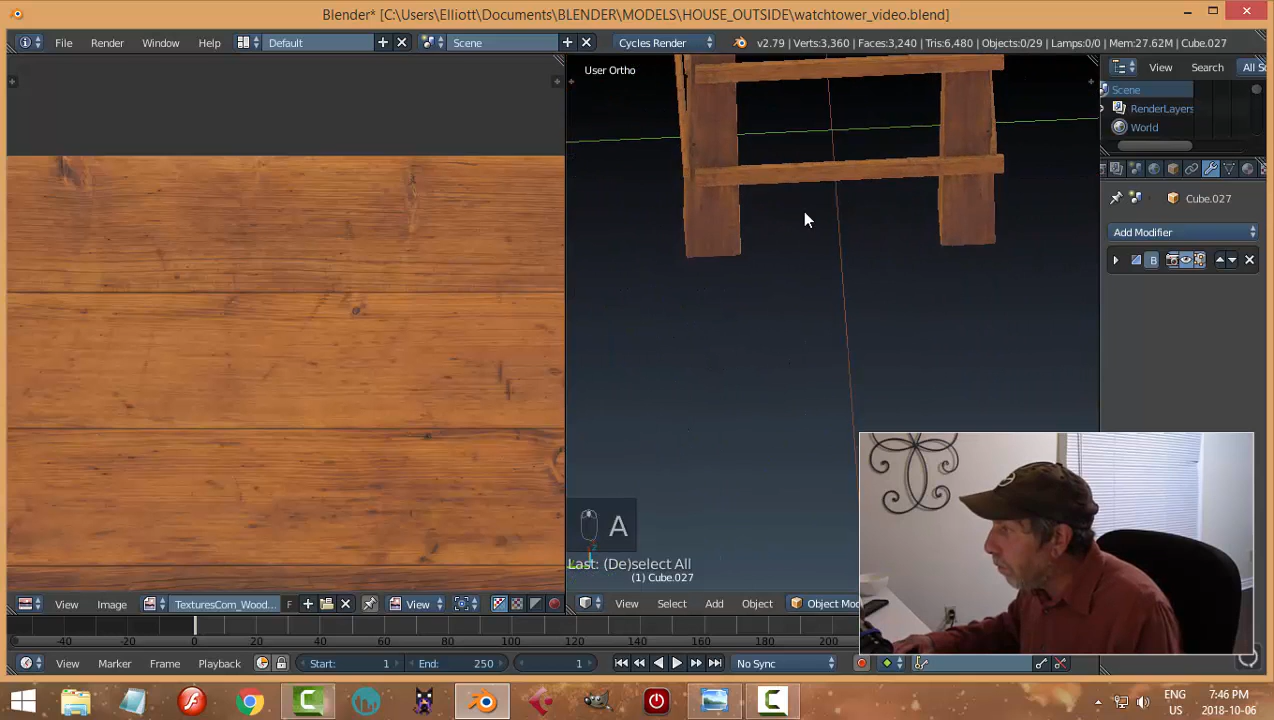 Blender* [C:\Users\Elliott\Documents\BLENDER\MODELS\HOUSE_OUTSIDE\watchtower_video.blend]
File Render Window Help Default Scene Cycles Render v2.79 | Verts:3,360 | Faces:3,240 | Tris:6,480 | Objects:0/29 | Lamps:0/0 | Mem:27.62M | Cube.027
User Ortho
View Search All Sc
Scene
RenderLayers
World
Cube.027
Add Modifier
B
A
Last: (De)select All
(1) Cube.027
View Image TexturesCom_Wood... F View
View Select Add Object Object Mod
-40 -20 0 20 40 60 80 100 120 140 160 180 200
View Marker Frame Playback Start: 1 End: 250 1 No Sync
ENG 7:46 PM
US 2018-10-06